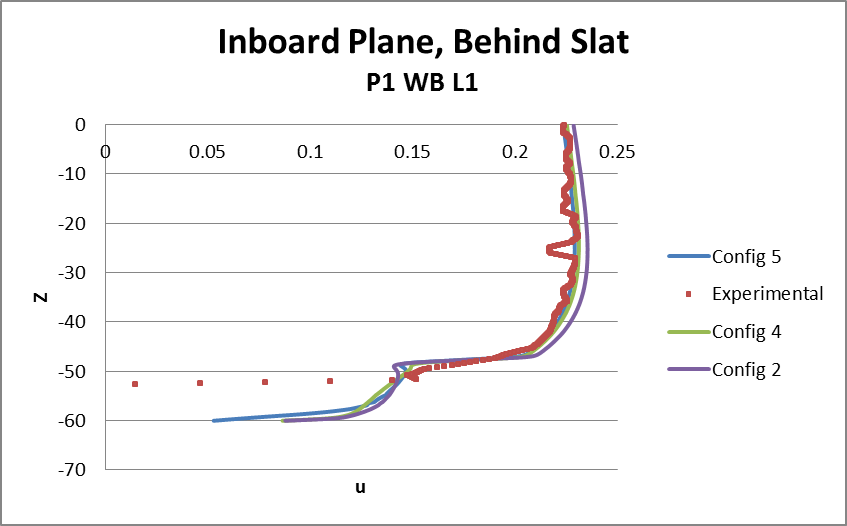 Inboard Plane, Behind Slat
P1 WB L1
0
0 0.05 0.1 0.15 0.2 0.25
-10
-20
-30
-40
-50
-60
-70
Z
u
Config 5
Experimental
Config 4
Config 2